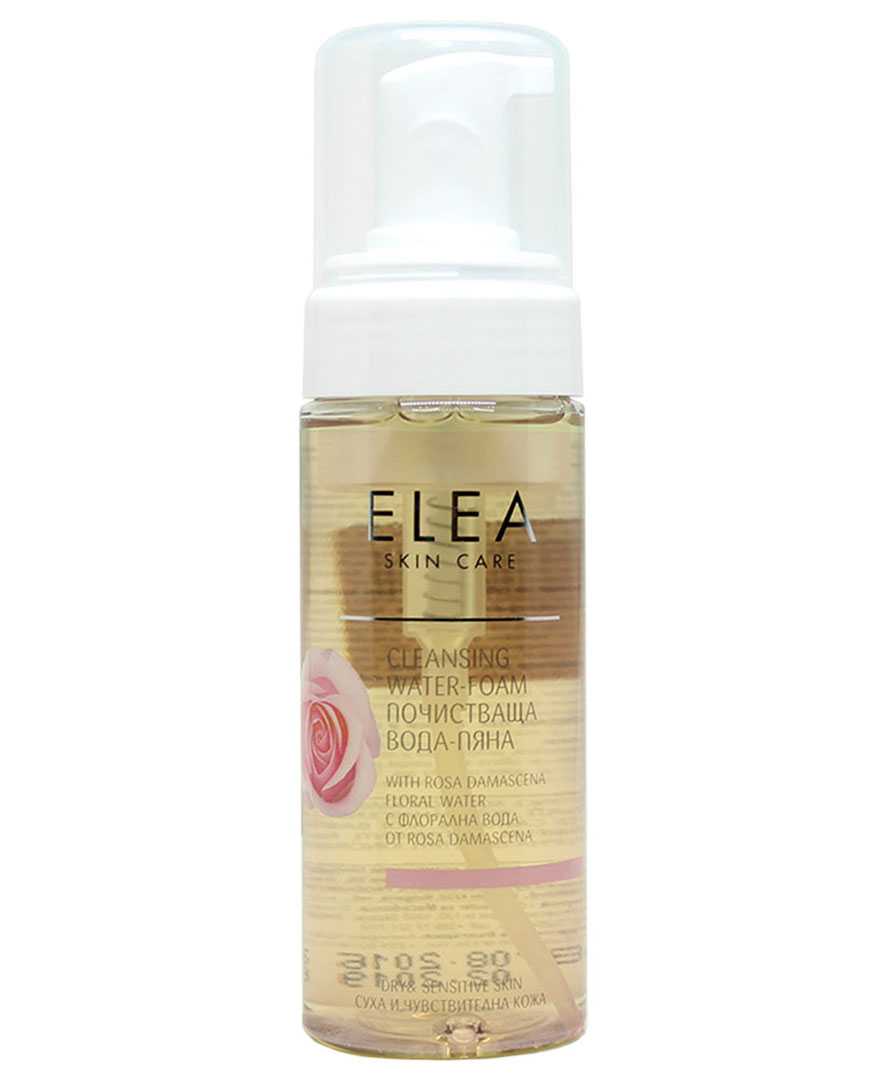 ELEA
SKIN CARE
CLEANSING
WATER-FOAM
ПОЧИСТВАЩА
ВОДА-ПЯНА
WITH ROSA DAMASCENA
FLORAL WATER
С ФЛОРАЛНА ВОДА
ОТ ROSA DAMASCENA
DRY& SENSITIVE SKIN
СУХА И ЧУВСТВИТЕЛНА КОЖА